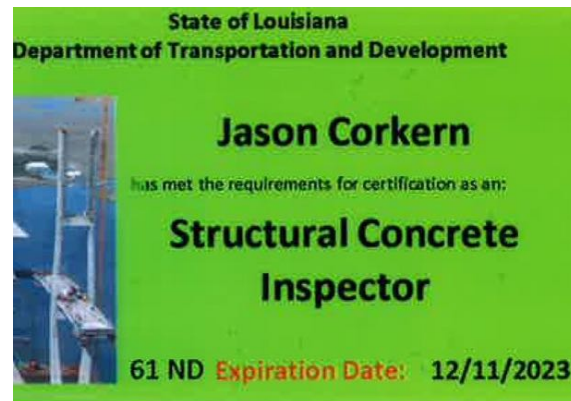 State of Louisiana
Department of Transportation and Development
Jason Corkern
has met the requirements for certification as an:
Structural Concrete
Inspector
61 ND Expiration Date: 12/11/2023